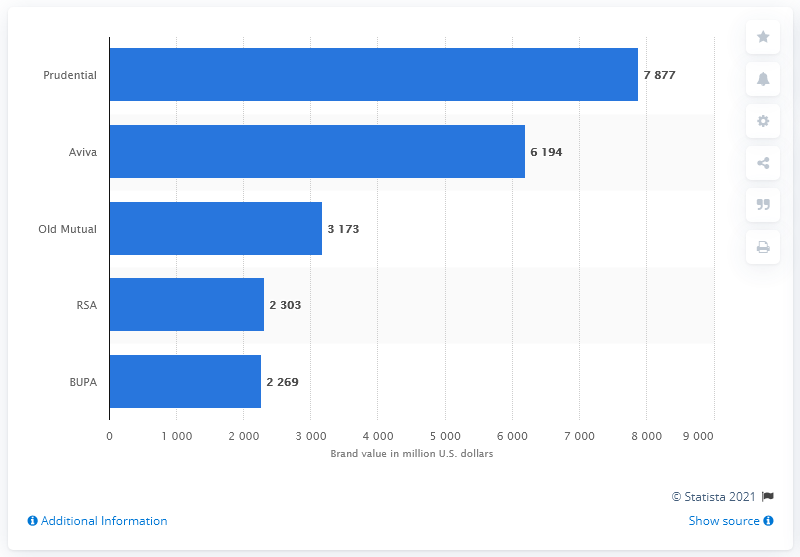 Prudential 7 877
Aviva 6 194
Old Mutual 3 173
RSA 2 303
BUPA 2 269
0 1 000 2 000 3 000 4 000 5 000 6 000 7 000 8 000 9 000
Brand value in million U.S. dollars
© Statista 2021
Additional Information Show source